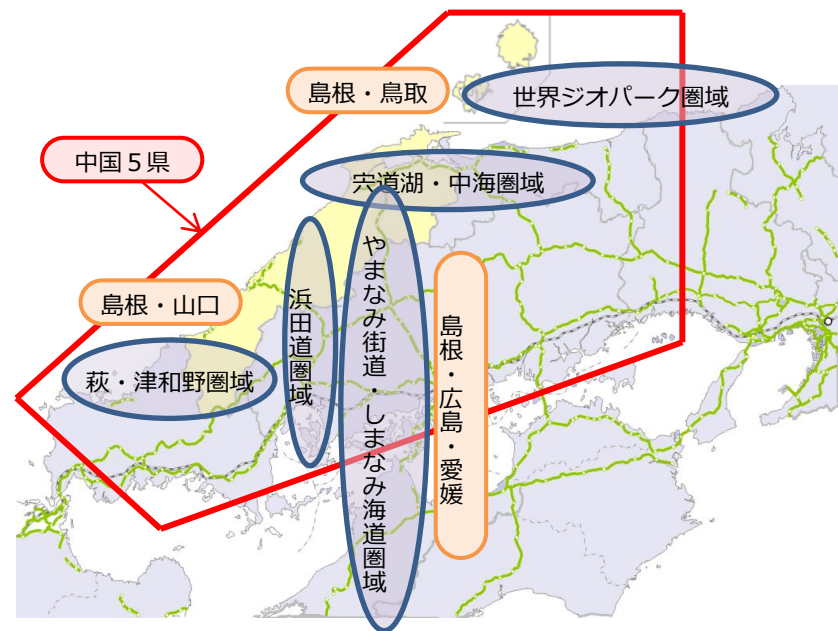 島根・鳥取
世界ジオパーク圏域
中国５県
宍道湖・中海圏域
やまなみ街道・しまなみ海道圏域
島根・広島・愛媛
浜田道圏域
島根・山口
萩・津和野圏域